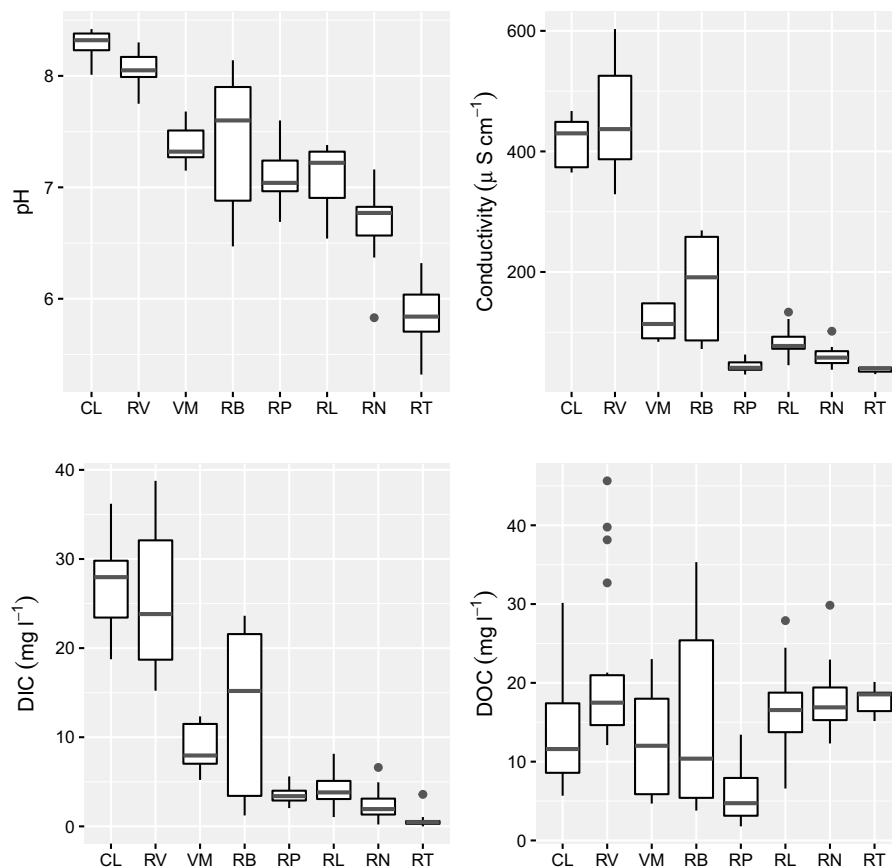 8
7
6
pH
CL RV VM RB RP RL RN RT
600
400
200
Conductivity (μ S cm⁻¹)
CL RV VM RB RP RL RN RT
40
30
20
10
0
DIC (mg l⁻¹)
CL RV VM RB RP RL RN RT
40
30
20
10
0
DOC (mg l⁻¹)
CL RV VM RB RP RL RN RT